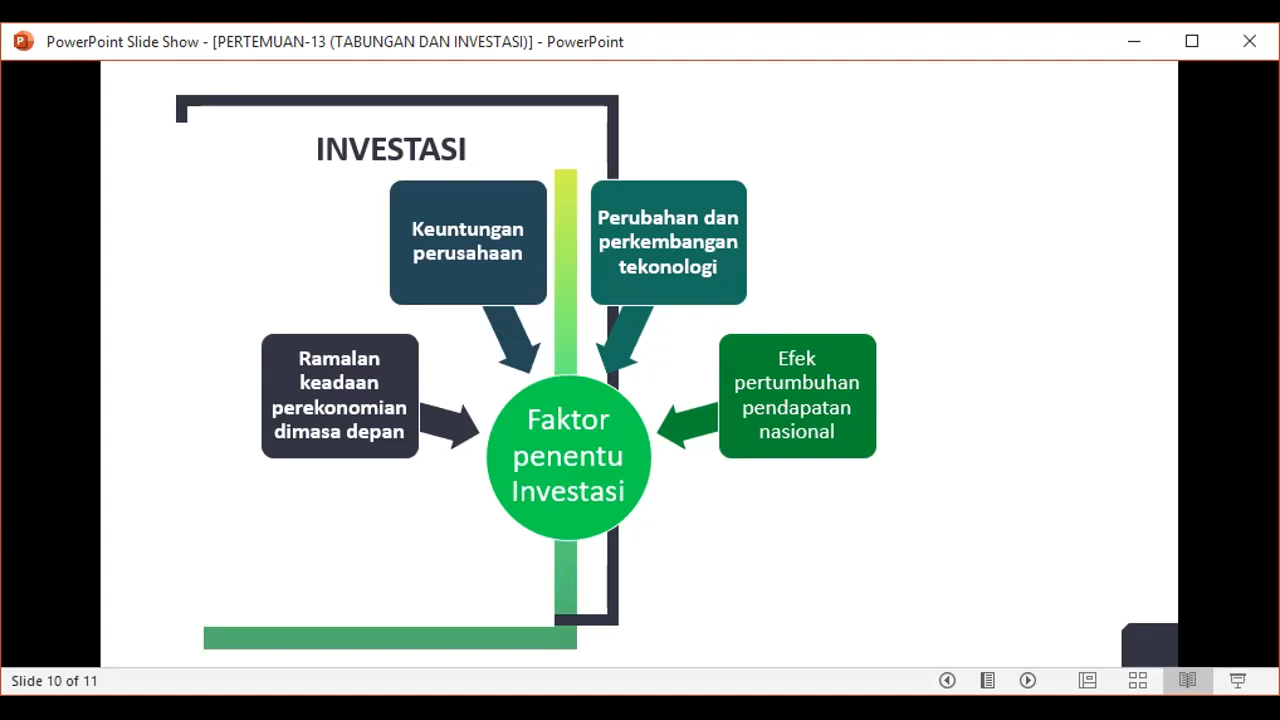 PowerPoint Slide Show - [PERTEMUAN-13 (TABUNGAN DAN INVESTASI)] - PowerPoint
INVESTASI
Keuntungan
perusahaan
Perubahan dan
perkembangan
tekonologi
Ramalan
keadaan
perekonomian
dimasa depan
Efek
pertumbuhan
pendapatan
nasional
Faktor
penentu
Investasi
Slide 10 of 11